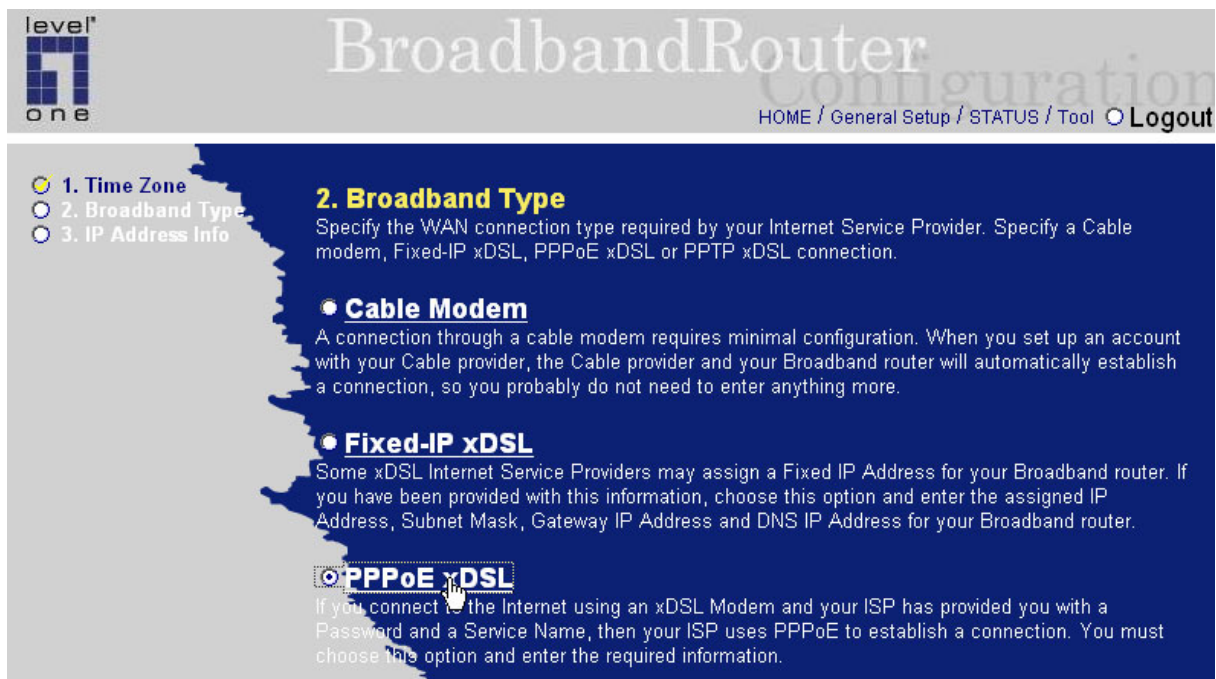 level
one
BroadbandRouter
Configuration
HOME / General Setup / STATUS / Tool Logout
1. Time Zone
2. Broadband Type
3. IP Address Info
2. Broadband Type
Specify the WAN connection type required by your Internet Service Provider. Specify a Cable
modem, Fixed-IP xDSL, PPPoE xDSL or PPTP xDSL connection.
Cable Modem
A connection through a cable modem requires minimal configuration. When you set up an account
with your Cable provider, the Cable provider and your Broadband router will automatically establish
a connection, so you probably do not need to enter anything more.
Fixed-IP xDSL
Some xDSL Internet Service Providers may assign a Fixed IP Address for your Broadband router. If
you have been provided with this information, choose this option and enter the assigned IP
Address, Subnet Mask, Gateway IP Address and DNS IP Address for your Broadband router.
PPPoE xDSL
If you connect to the Internet using an xDSL Modem and your ISP has provided you with a
Password and a Service Name, then your ISP uses PPPoE to establish a connection. You must
choose this option and enter the required information.